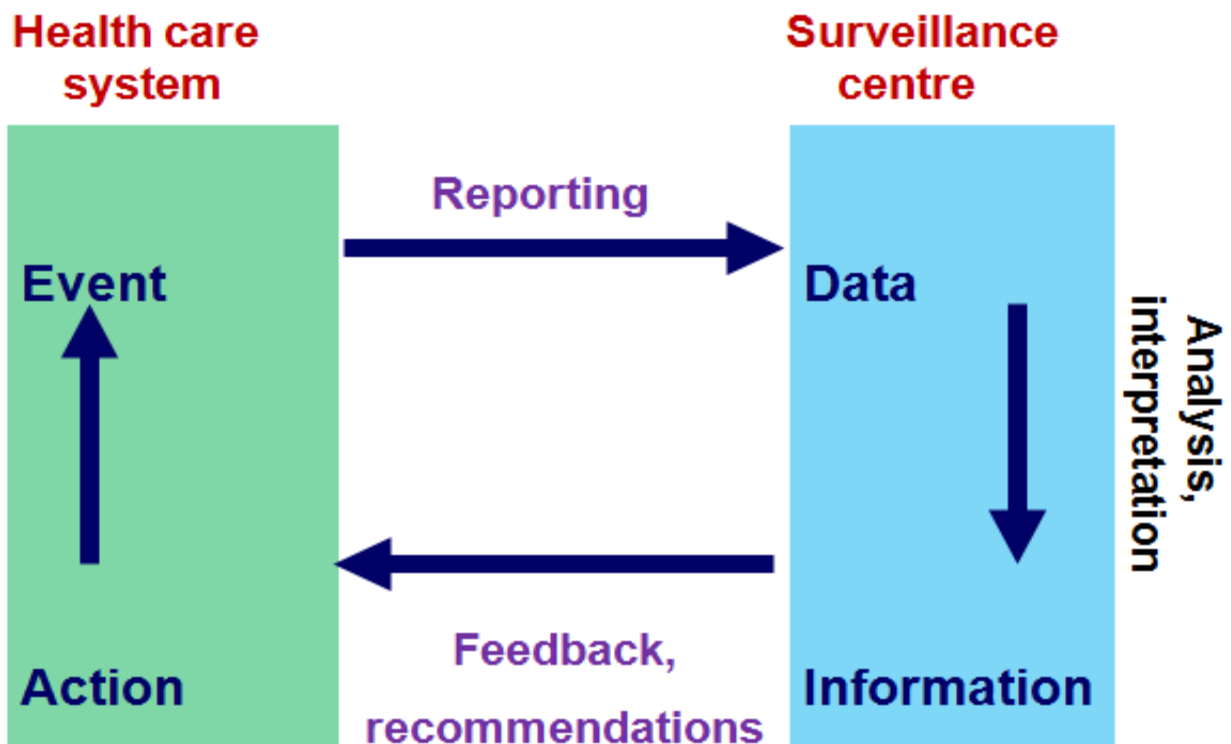 Health care
system
Surveillance
centre
Reporting
Event
Data
Analysis,
interpretation
Feedback,
recommendations
Action
Information